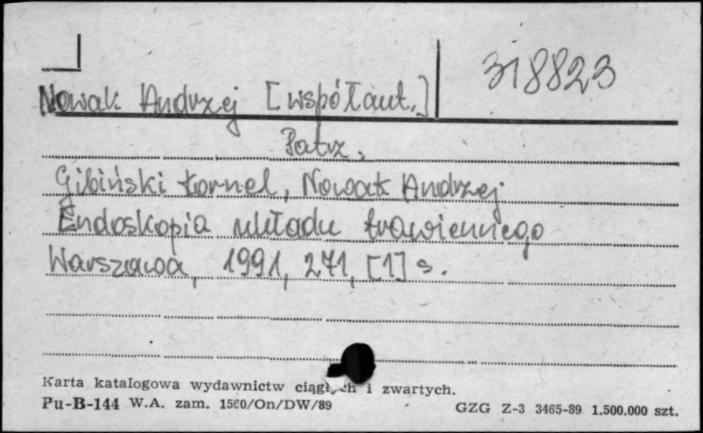 318823
Nowak Andrzej [współaut.]
Patrz.
Gibiński Kornel, Nowak Andrzej
Endoskopia układu trawiennego
Warszawa, 1991, 271, [1] s.
Karta katalogowa wydawnictw ciągłych i zwartych.
Pu-B-144 W.A. zam. 1560/On/DW/89 GZG Z-3 3465-89 1.500.000 szt.